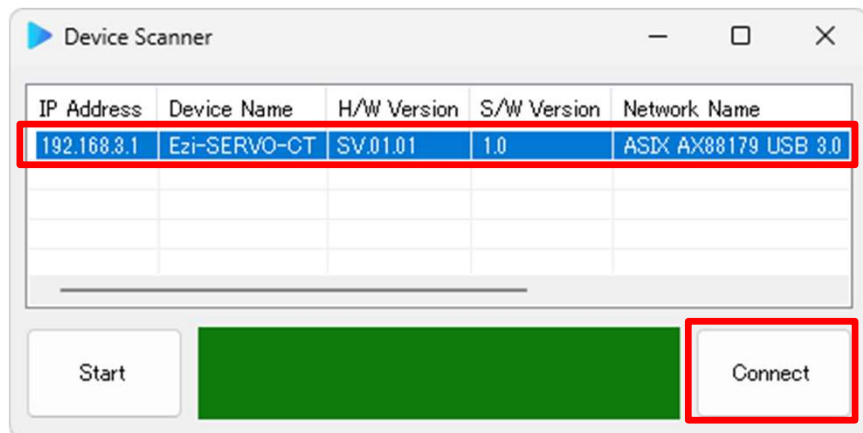 Device Scanner
IP Address Device Name H/W Version S/W Version Network Name
192.168.3.1 Ezi-SERVO-CT SV.01.01 1.0 ASIX AX88179 USB 3.0
Start Connect